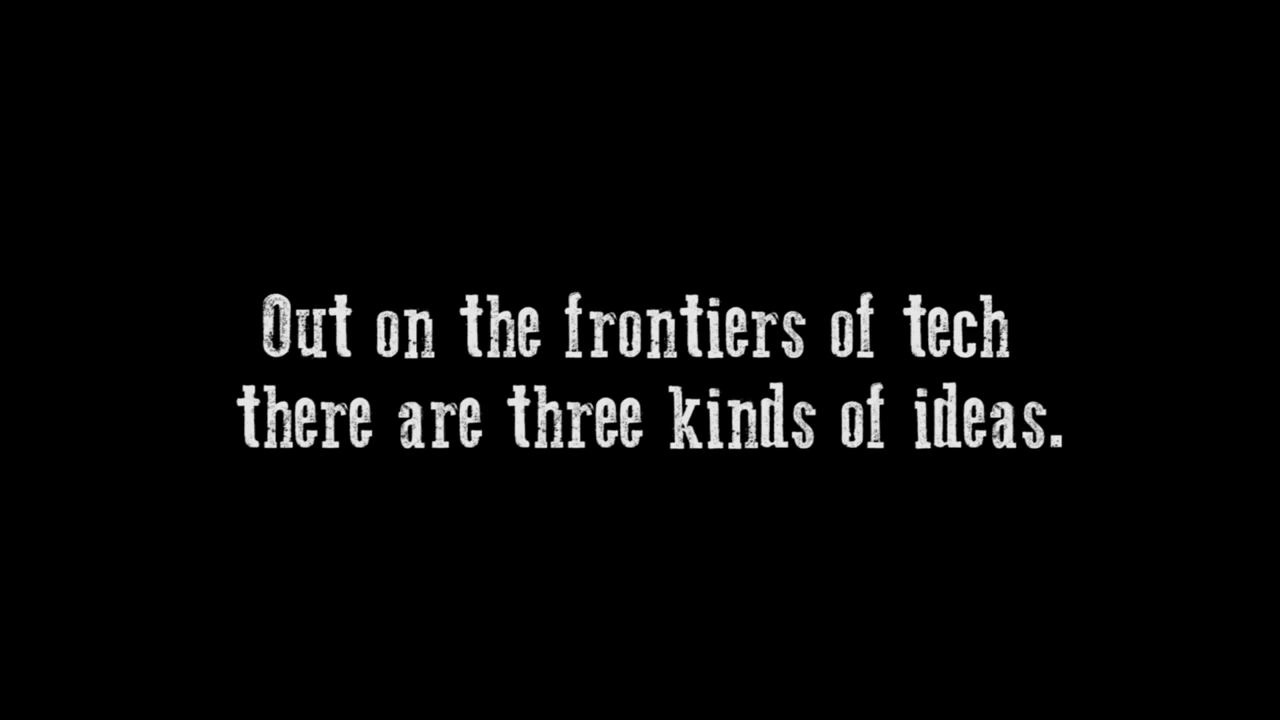 Out on the frontiers of tech
there are three kinds of ideas.